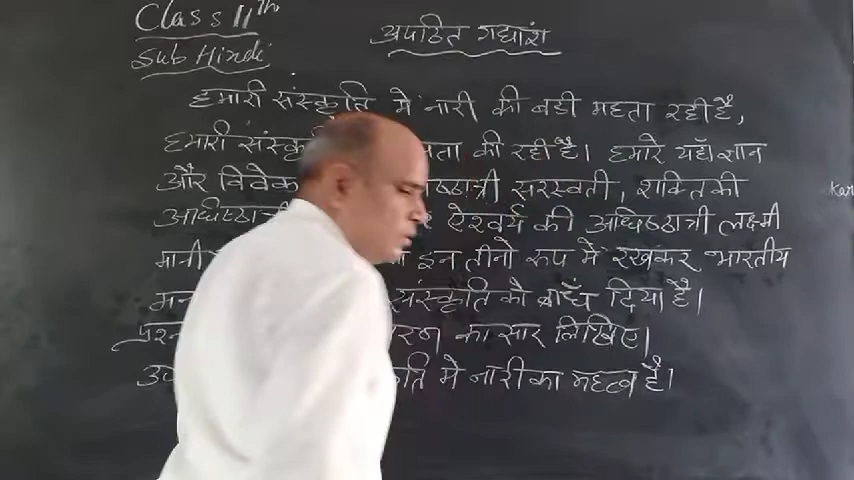 Class 11th
Sub Hindi
अपठित गद्यांश
हमारी संस्कृति में नारी की बडी महता रही है,
हमारी संस्कृ ता की रही है। हमारे यहाँ ज्ञान
और विवेक ष्ठात्री सरस्वती, शक्ति की
अधिष्ठात्री ऐश्वर्य की अधिष्ठात्री लक्ष्मी
मानी इन तीनो रूप में रखकर भारतीय
संस्कृति को बाँध दिया है।
प्रश्न का सार लिखिए।
ति में नारी का महत्व है।
Kar